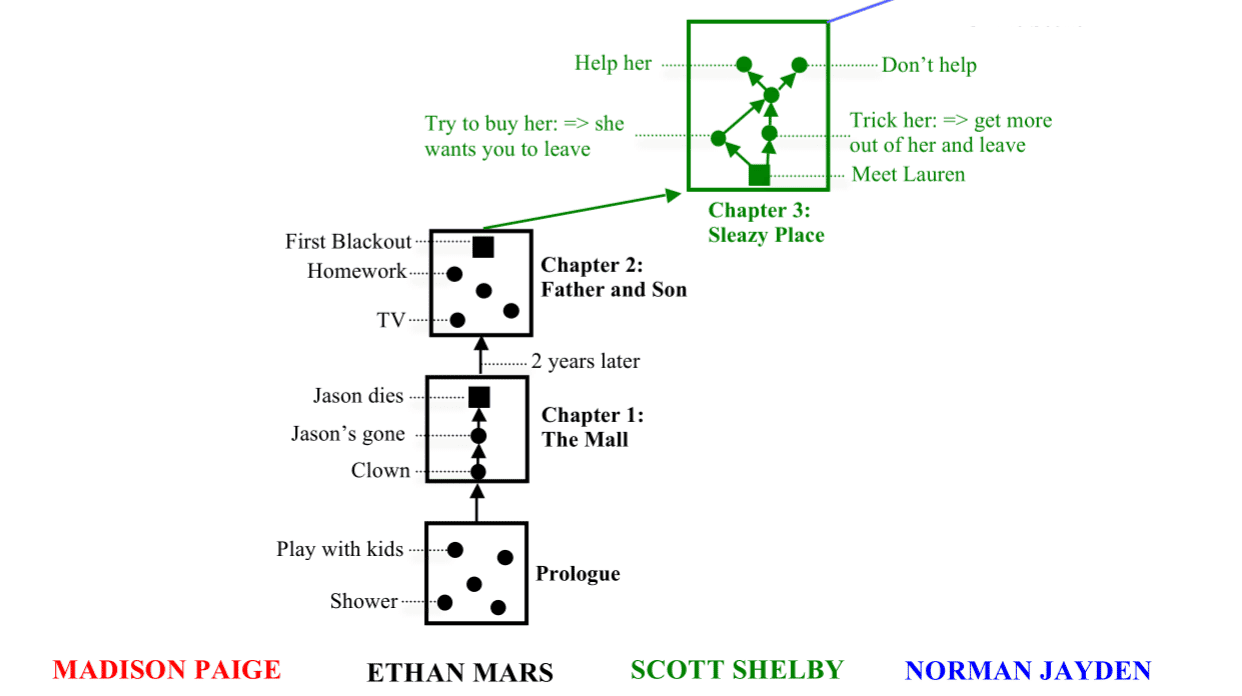 Help her
Don't help
Try to buy her: => she
wants you to leave
Trick her: => get more
out of her and leave
Meet Lauren
Chapter 3:
Sleazy Place
First Blackout
Homework
TV
Chapter 2:
Father and Son
2 years later
Jason dies
Jason's gone
Clown
Chapter 1:
The Mall
Play with kids
Shower
Prologue
MADISON PAIGE
ETHAN MARS
SCOTT SHELBY
NORMAN JAYDEN